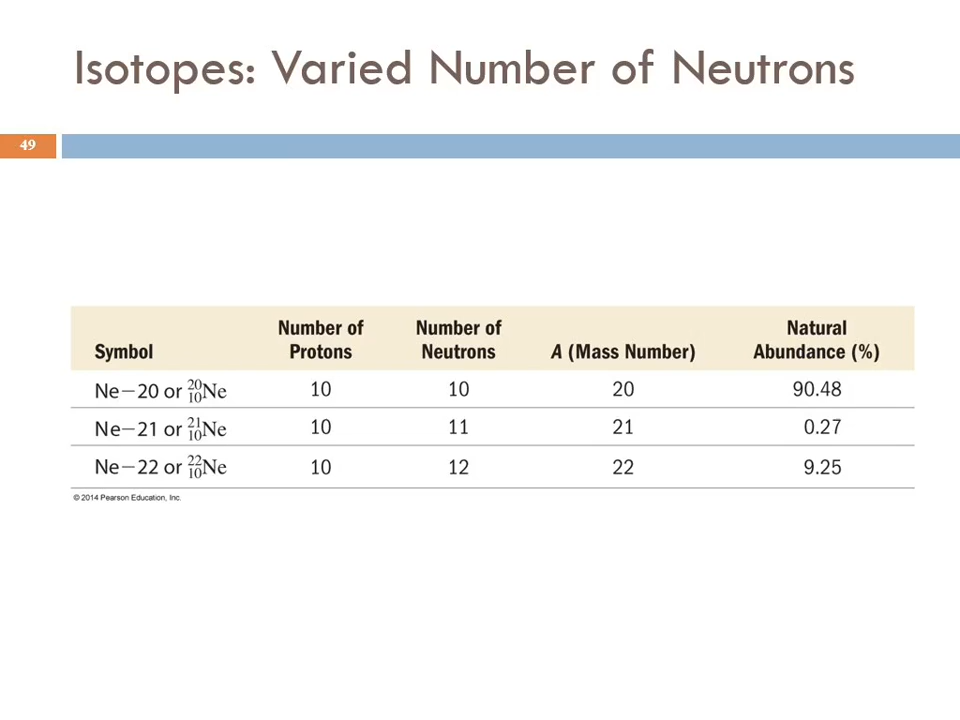 Isotopes: Varied Number of Neutrons
49
Symbol Number of Protons Number of Neutrons A (Mass Number) Natural Abundance (%)
Ne−20 or ²⁰₁₀Ne 10 10 20 90.48
Ne−21 or ²¹₁₀Ne 10 11 21 0.27
Ne−22 or ²²₁₀Ne 10 12 22 9.25
© 2014 Pearson Education, Inc.